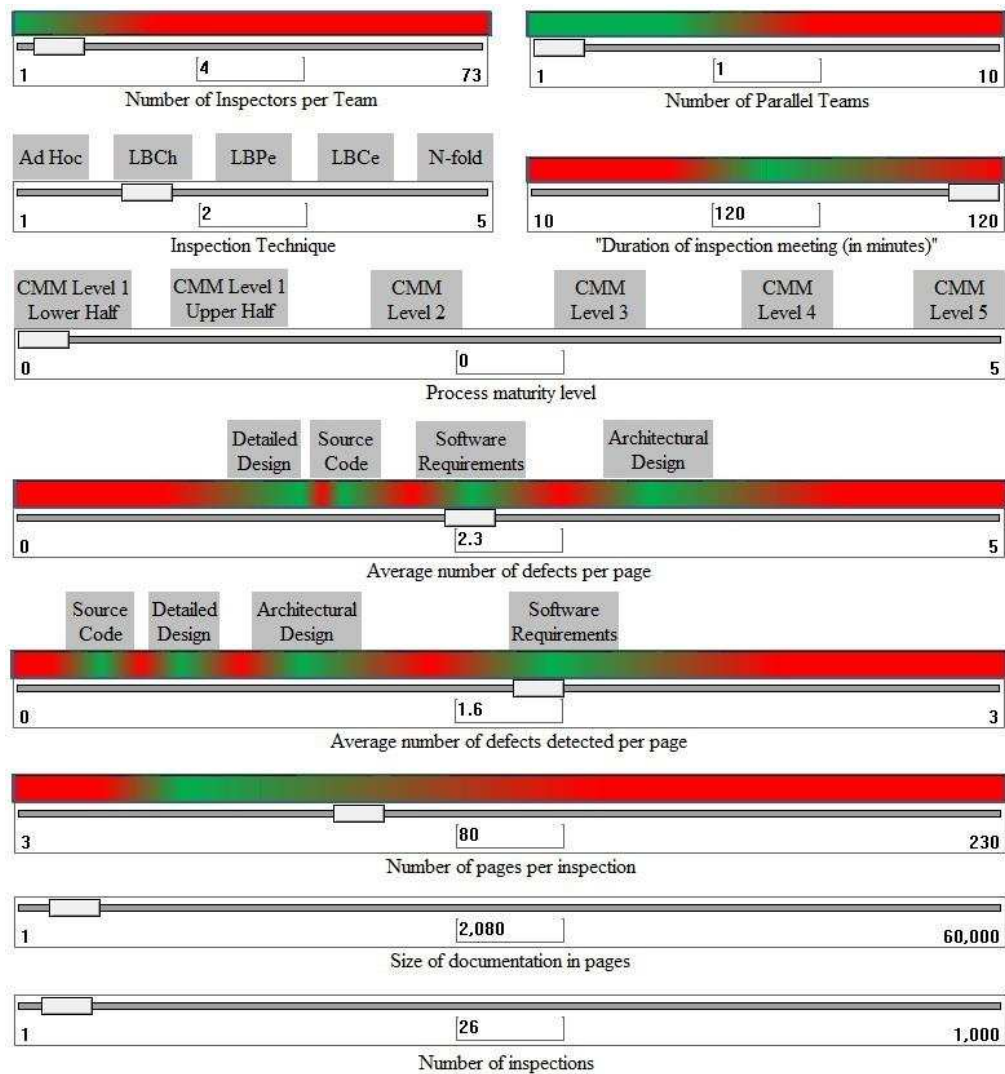 4
1
73
Number of Inspectors per Team
1
1
10
Number of Parallel Teams
Ad Hoc
LBCh
LBPe
LBCe
N-fold
2
1
5
Inspection Technique
120
10
120
"Duration of inspection meeting (in minutes)"
CMM Level 1
Lower Half
CMM Level 1
Upper Half
CMM
Level 2
CMM
Level 3
CMM
Level 4
CMM
Level 5
0
0
5
Process maturity level
Detailed
Design
Source
Code
Software
Requirements
Architectural
Design
2.3
0
5
Average number of defects per page
Source
Code
Detailed
Design
Architectural
Design
Software
Requirements
1.6
0
3
Average number of defects detected per page
80
3
230
Number of pages per inspection
2,080
1
60,000
Size of documentation in pages
26
1
1,000
Number of inspections